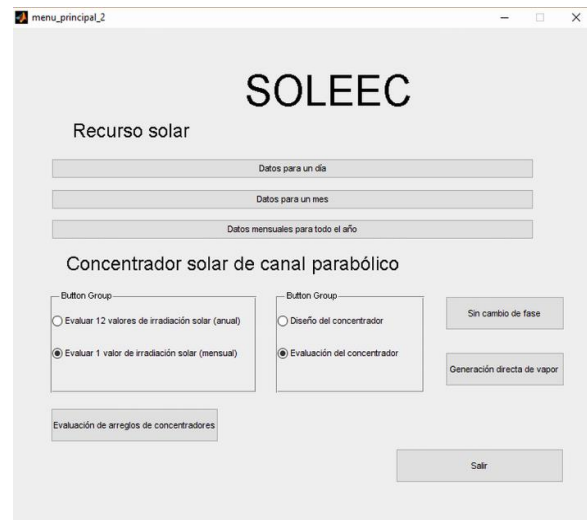 menu_principal_2
SOLEEC
Recurso solar
Datos para un día
Datos para un mes
Datos mensuales para todo el año
Concentrador solar de canal parabólico
Button Group
Evaluar 12 valores de irradiación solar (anual)
Evaluar 1 valor de irradiación solar (mensual)
Button Group
Diseño del concentrador
Evaluación del concentrador
Sin cambio de fase
Generación directa de vapor
Evaluación de arreglos de concentradores
Salir